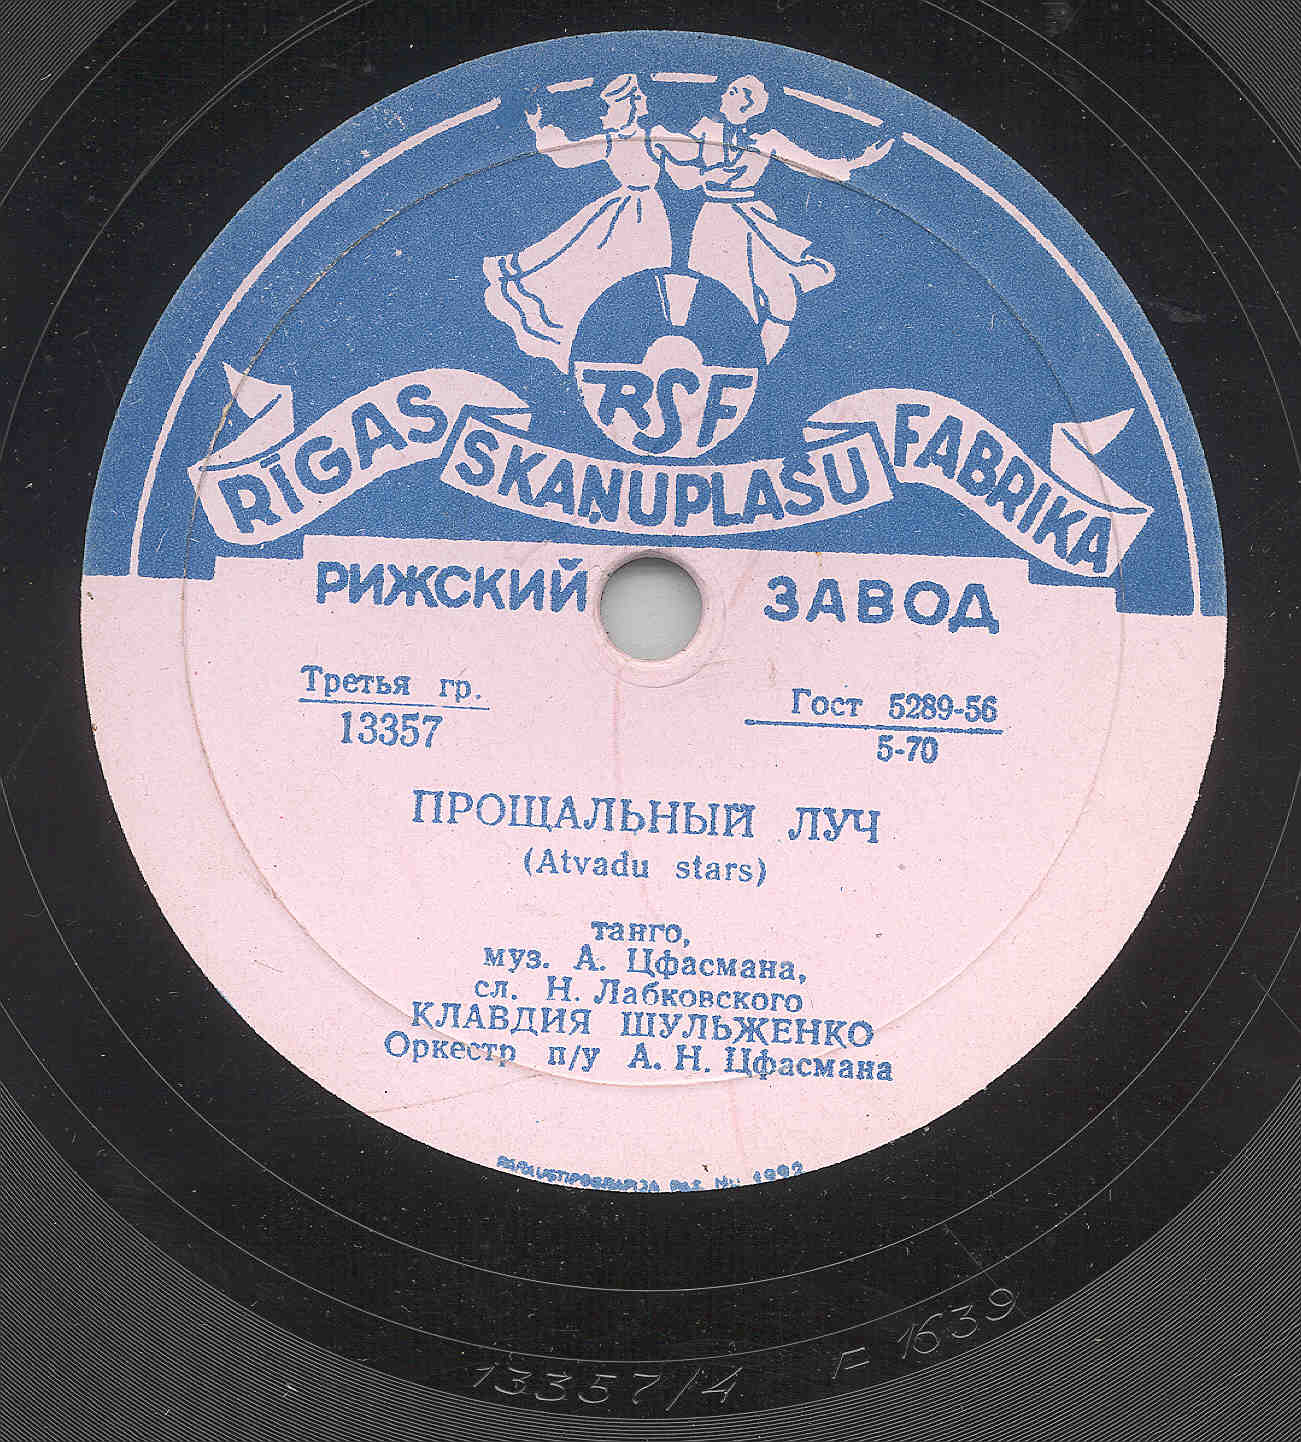 RSF
RĪGAS SKAŅUPLAŠU FABRIKA
РИЖСКИЙ ЗАВОД
Третья гр.
13357
Гост 5289-56
5-70
ПРОЩАЛЬНЫЙ ЛУЧ
(Atvadu stars)
танго,
муз. А. Цфасмана,
сл. Н. Лабковского
КЛАВДИЯ ШУЛЬЖЕНКО
Оркестр п/у А. Н. Цфасмана
13357/4 F 1639